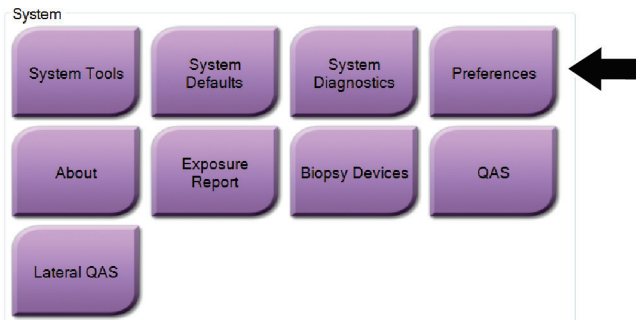 System
System Tools
System
Defaults
System
Diagnostics
Preferences
About
Exposure
Report
Biopsy Devices
QAS
Lateral QAS